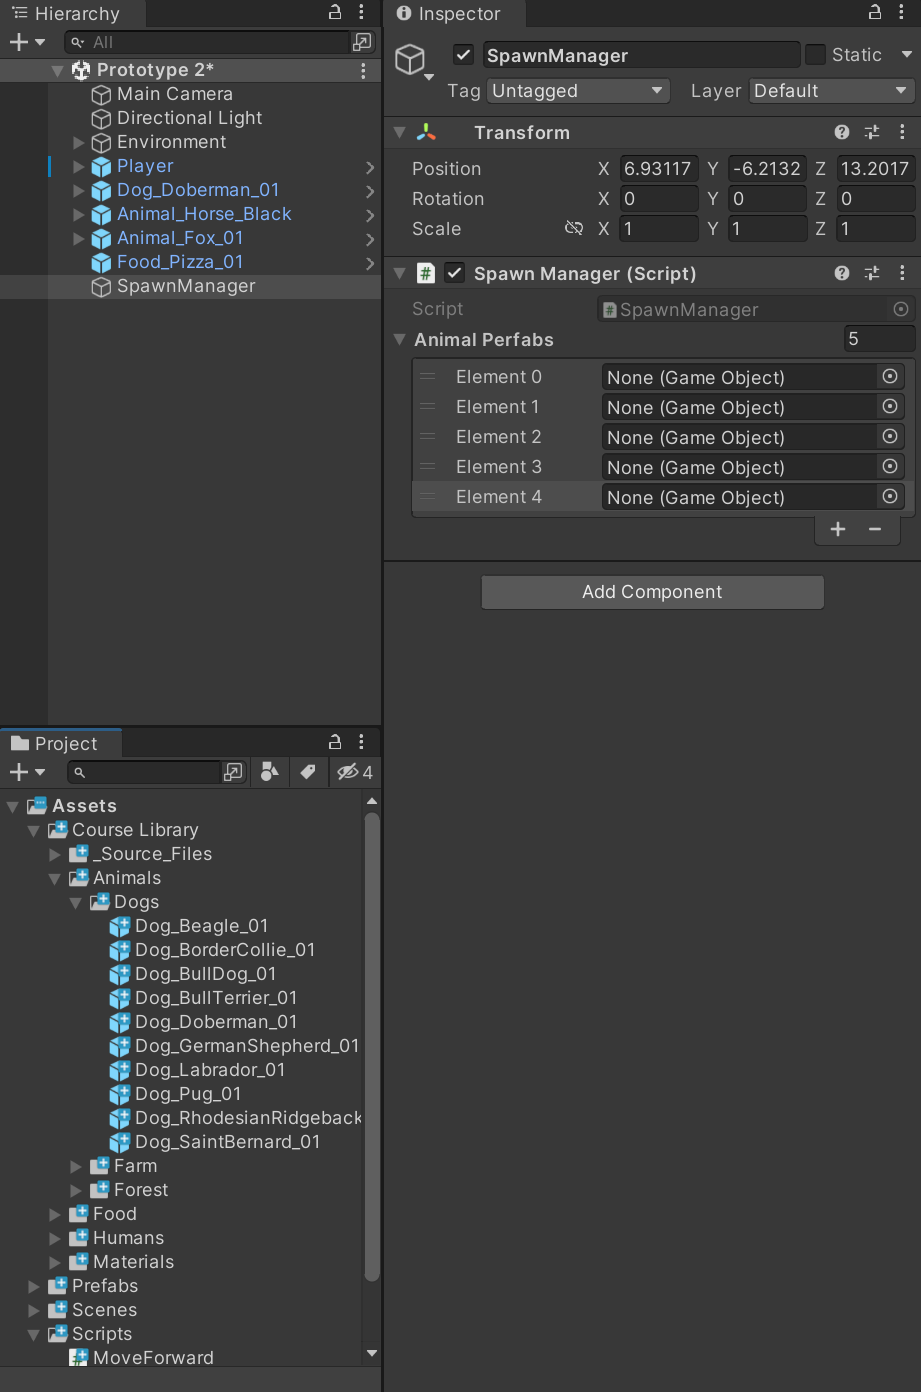 Hierarchy
All
Prototype 2*
Main Camera
Directional Light
Environment
Player
Dog_Doberman_01
Animal_Horse_Black
Animal_Fox_01
Food_Pizza_01
SpawnManager
Inspector
SpawnManager
Static
Tag Untagged Layer Default
Transform
Position X 6.93117 Y -6.2132 Z 13.2017
Rotation X 0 Y 0 Z 0
Scale X 1 Y 1 Z 1
# Spawn Manager (Script)
Script # SpawnManager
Animal Perfabs 5
Element 0 None (Game Object)
Element 1 None (Game Object)
Element 2 None (Game Object)
Element 3 None (Game Object)
Element 4 None (Game Object)
Add Component
Project
4
Assets
Course Library
_Source_Files
Animals
Dogs
Dog_Beagle_01
Dog_BorderCollie_01
Dog_BullDog_01
Dog_BullTerrier_01
Dog_Doberman_01
Dog_GermanShepherd_01
Dog_Labrador_01
Dog_Pug_01
Dog_RhodesianRidgeback
Dog_SaintBernard_01
Farm
Forest
Food
Humans
Materials
Prefabs
Scenes
Scripts
MoveForward